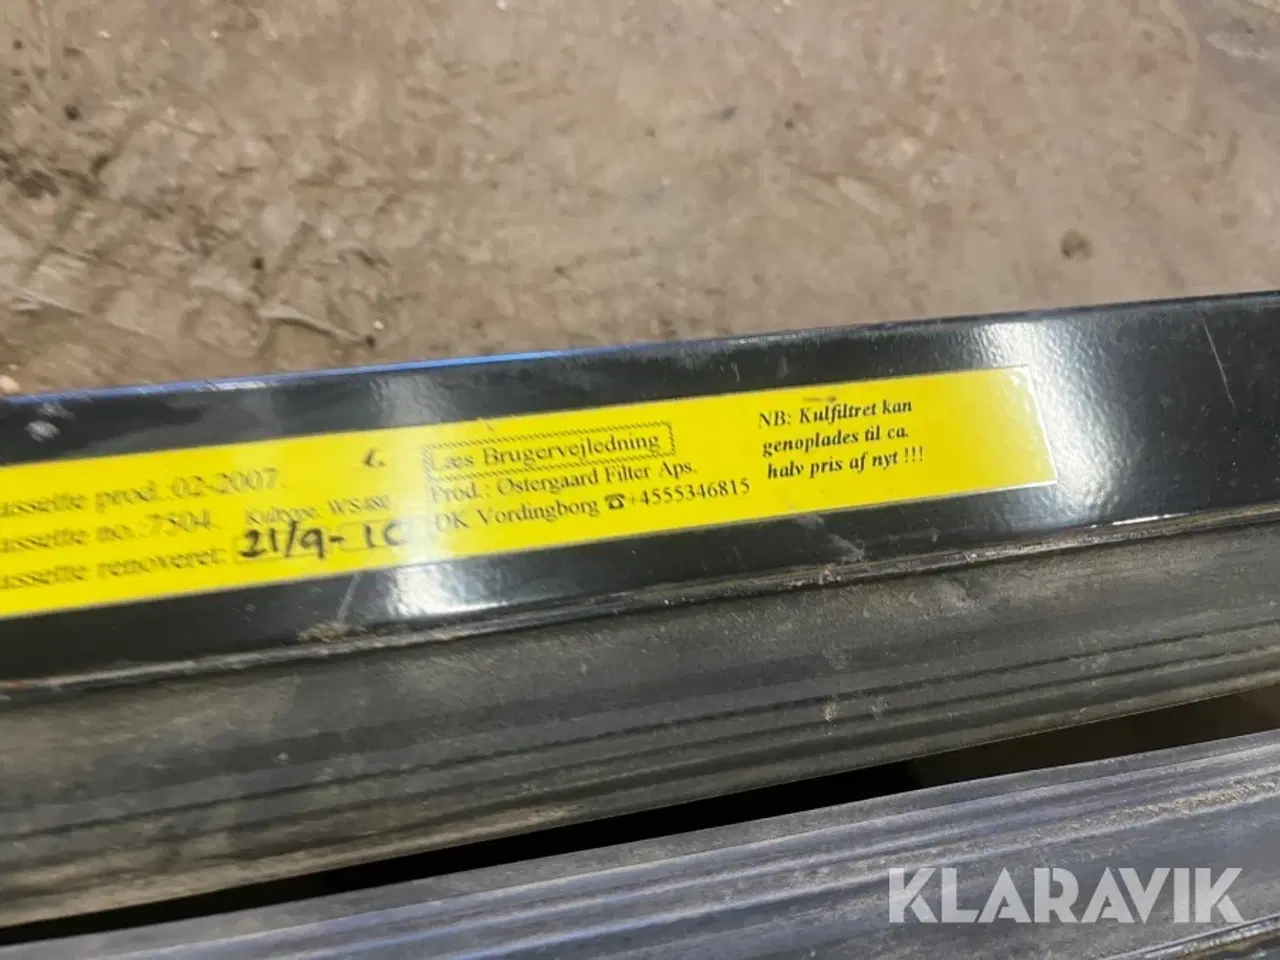 assette prod. 02-2007.
assette no.:7504. Kultype: WS480
assette renoveret: 21/9-10
Læs Brugervejledning
Prod.: Østergaard Filter Aps.
DK Vordingborg ☎+4555346815
NB: Kulfiltret kan
genoplades til ca.
halv pris af nyt !!!
KLARAVIK